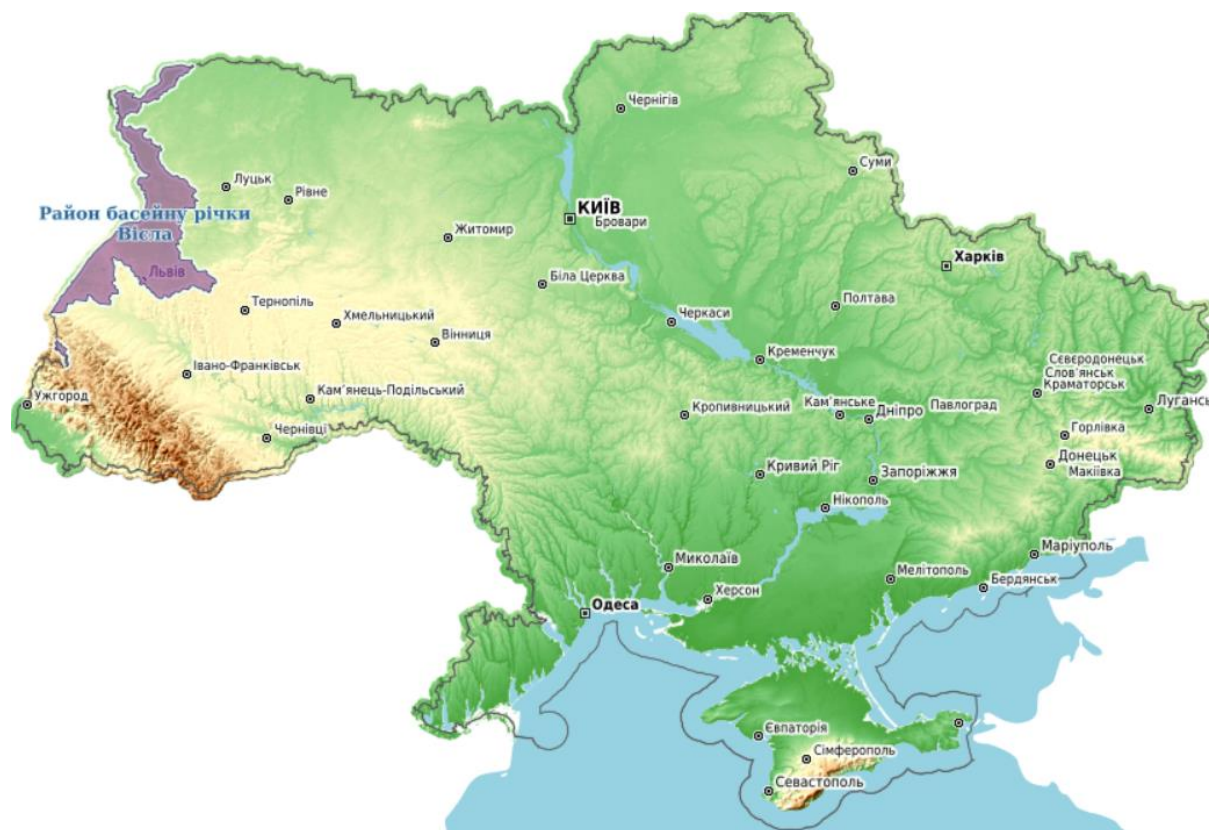 Чернігів
Суми
Луцьк
Рівне
КИЇВ
Бровари
Район басейну річки
Вісла
Житомир
Харків
Львів
Біла Церква
Тернопіль
Полтава
Хмельницький
Черкаси
Вінниця
Кременчук
Івано-Франківськ
Сєвєродонецьк
Слов'янськ
Краматорськ
Ужгород
Кам'янець-Подільський
Кам'янське
Павлоград
Луганськ
Кропивницький
Дніпро
Чернівці
Горлівка
Кривий Ріг
Запоріжжя
Донецьк
Макіївка
Нікополь
Маріуполь
Миколаїв
Мелітополь
Бердянськ
Херсон
Одеса
Євпаторія
Сімферополь
Севастополь